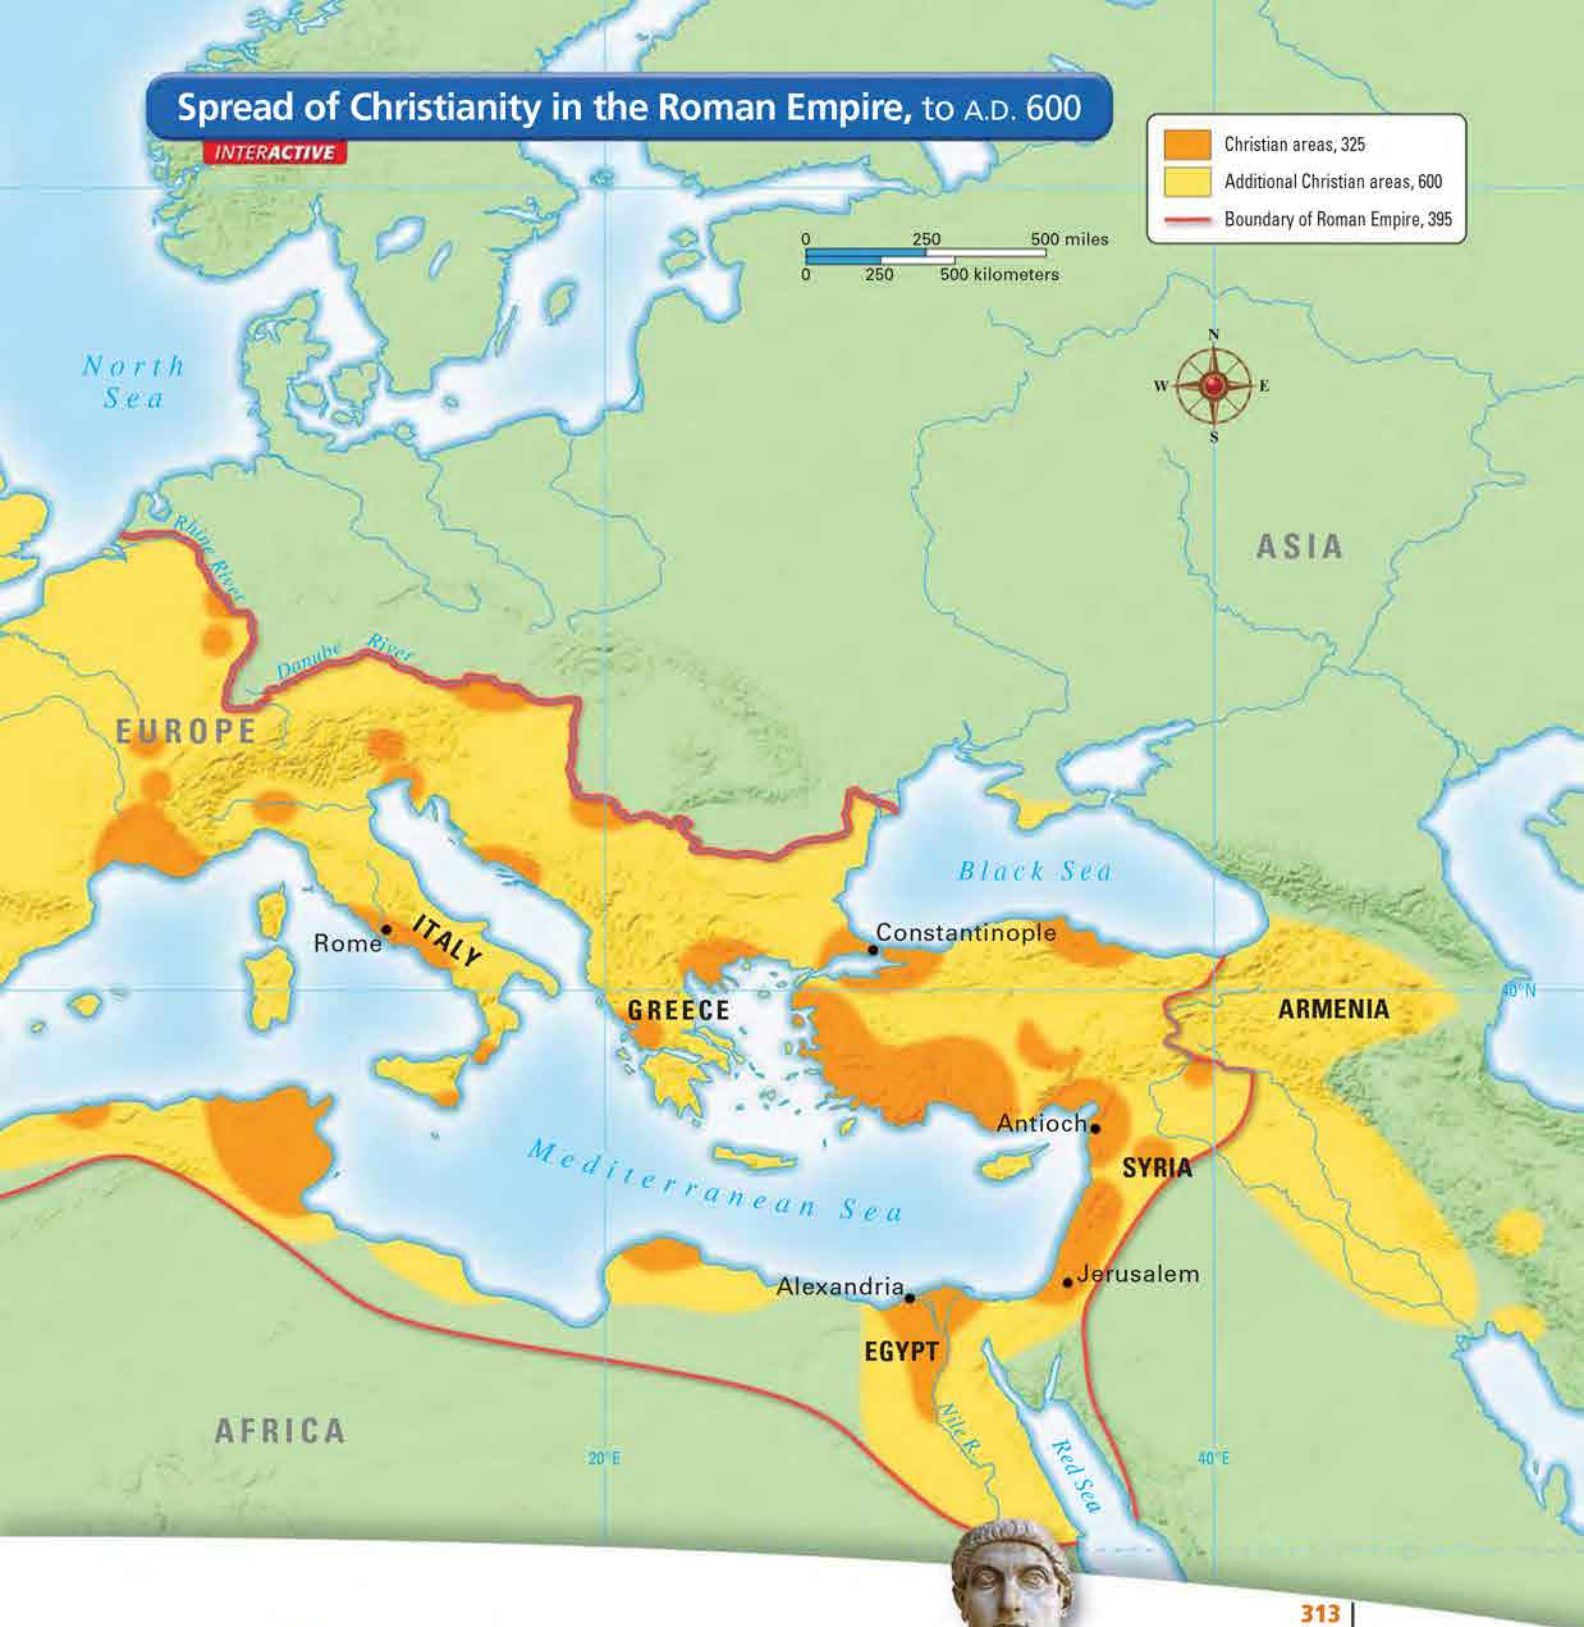 Spread of Christianity in the Roman Empire, to A.D. 600
INTERACTIVE
Christian areas, 325
Additional Christian areas, 600
Boundary of Roman Empire, 395
0 250 500 miles
0 250 500 kilometers
N
W E
S
North
Sea
ASIA
Rhine River
Danube River
EUROPE
Black Sea
Constantinople
Rome
ITALY
GREECE
40°N
ARMENIA
Antioch
SYRIA
Mediterranean Sea
Alexandria
Jerusalem
EGYPT
Nile R.
Red Sea
AFRICA
20°E
40°E
313